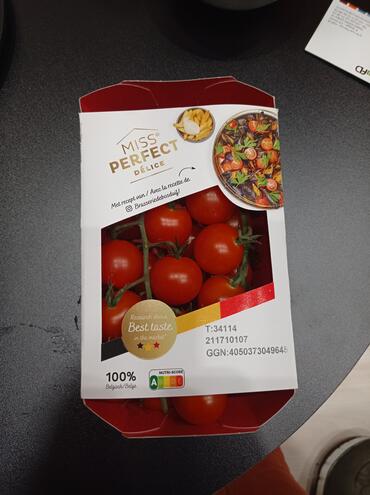 MISS®
PERFECT
DÉLICE
Met recept van / Avec la recette de
Brasseriedebosduif
Research shows
Best taste
in the market
T:34114
211710107
GGN:4050373049645
100%
Belgisch/Belge
NUTRI-SCORE
A